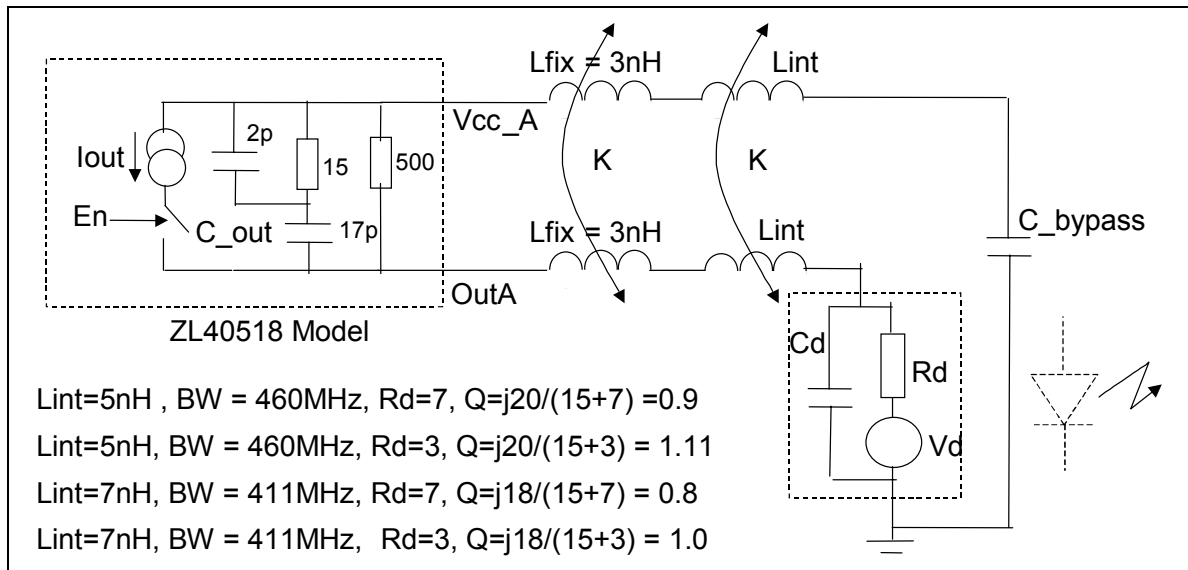 Lfix = 3nH
Lint
Vcc_A
2p
Iout
15
500
K
K
En
C_out
17p
Lfix = 3nH
Lint
C_bypass
OutA
ZL40518 Model
Cd
Rd
Vd
Lint=5nH , BW = 460MHz, Rd=7, Q=j20/(15+7) =0.9
Lint=5nH, BW = 460MHz, Rd=3, Q=j20/(15+3) = 1.11
Lint=7nH, BW = 411MHz, Rd=7, Q=j18/(15+7) = 0.8
Lint=7nH, BW = 411MHz, Rd=3, Q=j18/(15+3) = 1.0